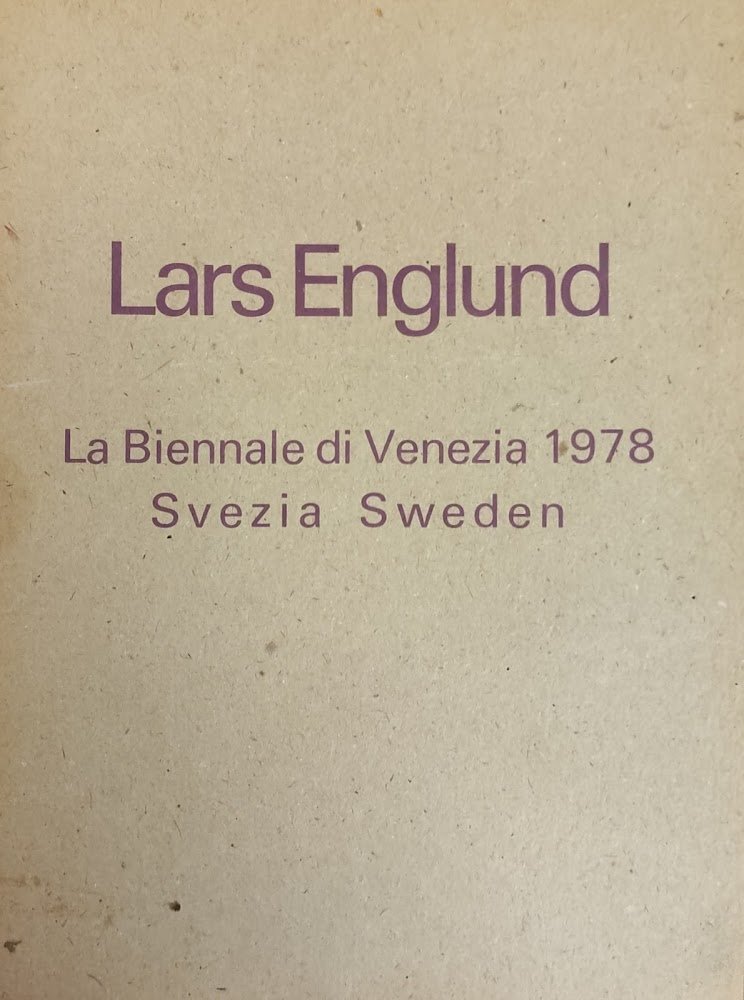 Lars Englund
La Biennale di Venezia 1978
Svezia Sweden